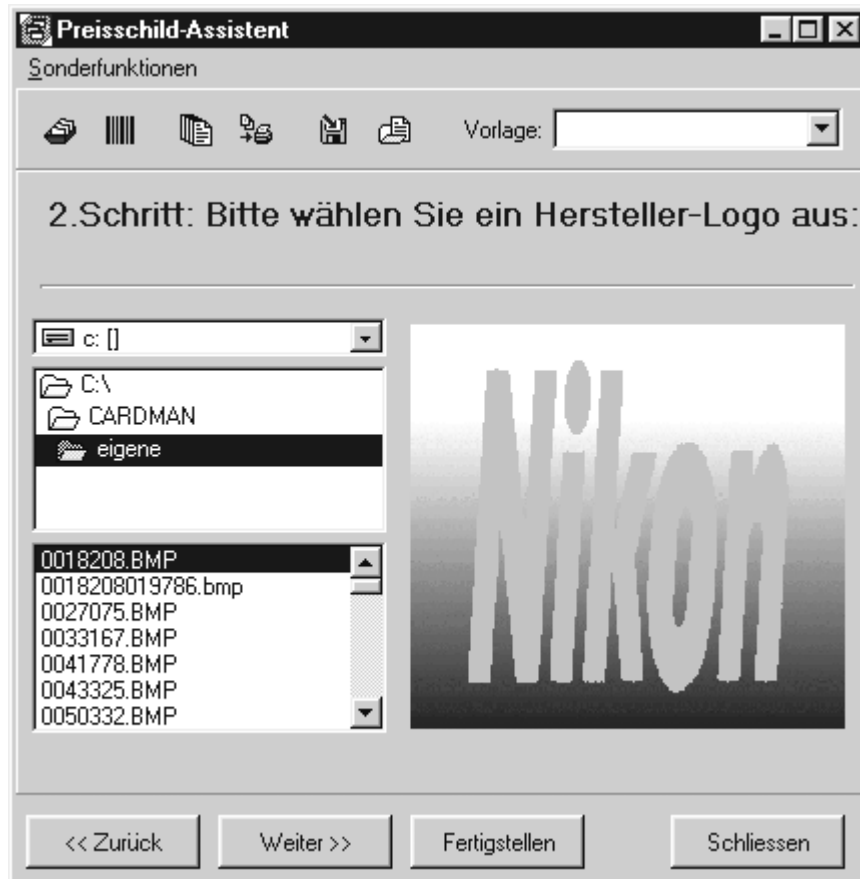 Preisschild-Assistent
Sonderfunktionen
Vorlage:
2.Schritt: Bitte wählen Sie ein Hersteller-Logo aus:
c: []
C:\
CARDMAN
eigene
0018208.BMP
0018208019786.bmp
0027075.BMP
0033167.BMP
0041778.BMP
0043325.BMP
0050332.BMP
Nikon
<< Zurück
Weiter >>
Fertigstellen
Schliessen